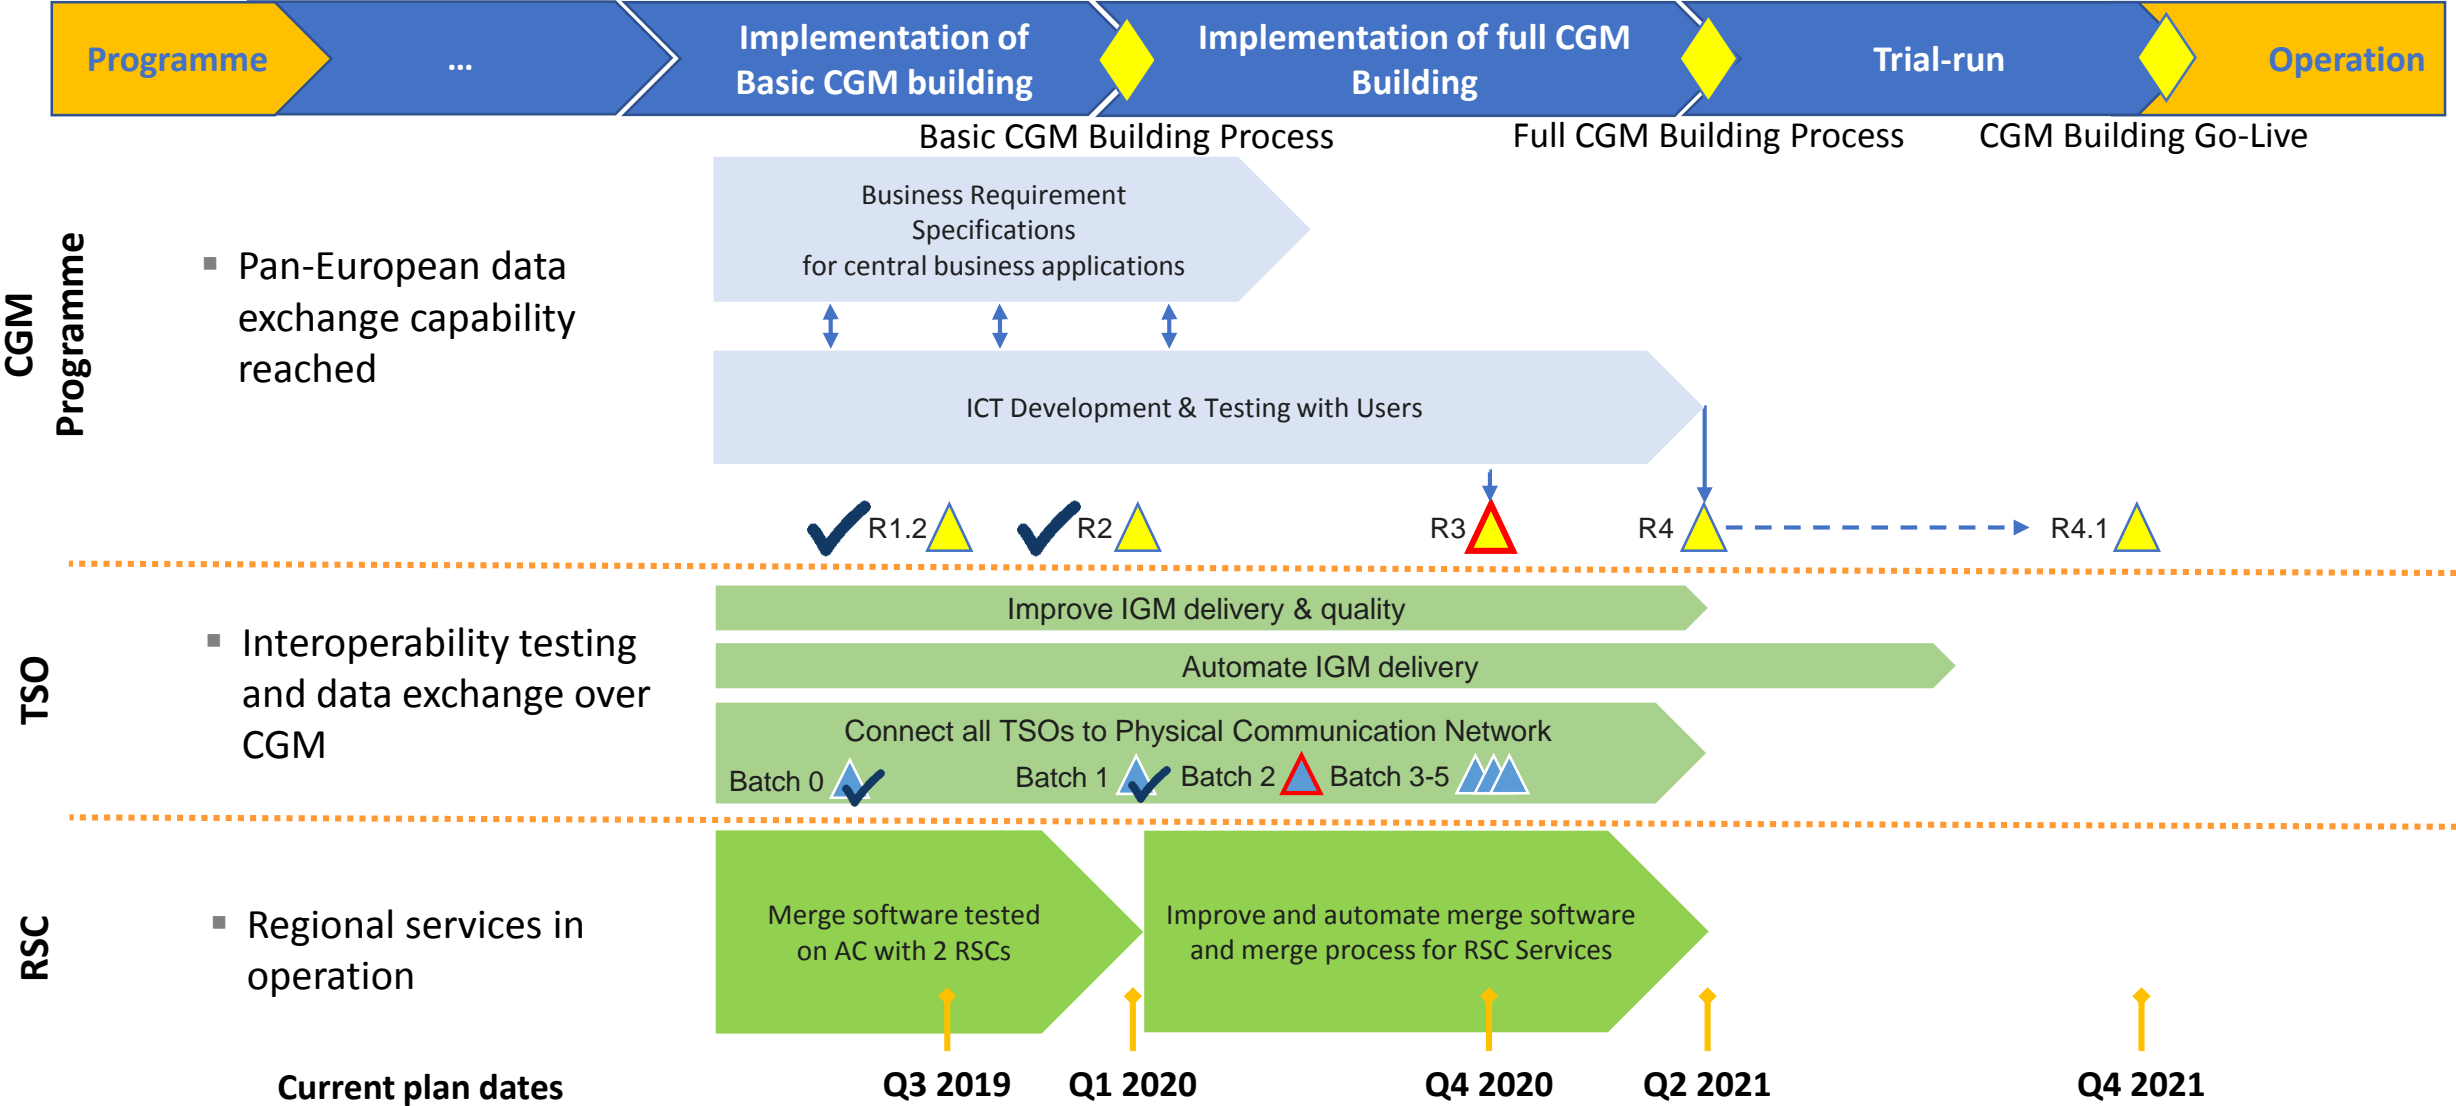 Programme
...
Implementation of
Basic CGM building
Implementation of full CGM
Building
Trial-run
Operation
Basic CGM Building Process
Full CGM Building Process
CGM Building Go-Live
CGM
Programme
▪ Pan-European data
exchange capability
reached
Business Requirement
Specifications
for central business applications
ICT Development & Testing with Users
R1.2
R2
R3
R4
R4.1
TSO
▪ Interoperability testing
and data exchange over
CGM
Improve IGM delivery & quality
Automate IGM delivery
Connect all TSOs to Physical Communication Network
Batch 0
Batch 1
Batch 2
Batch 3-5
RSC
▪ Regional services in
operation
Merge software tested
on AC with 2 RSCs
Improve and automate merge software
and merge process for RSC Services
Current plan dates
Q3 2019
Q1 2020
Q4 2020
Q2 2021
Q4 2021